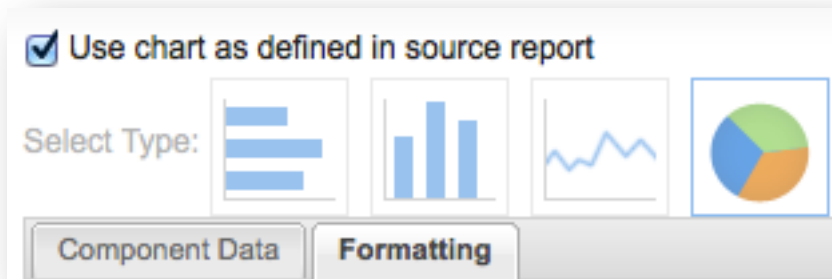 Use chart as defined in source report
Select Type:
Component Data
Formatting